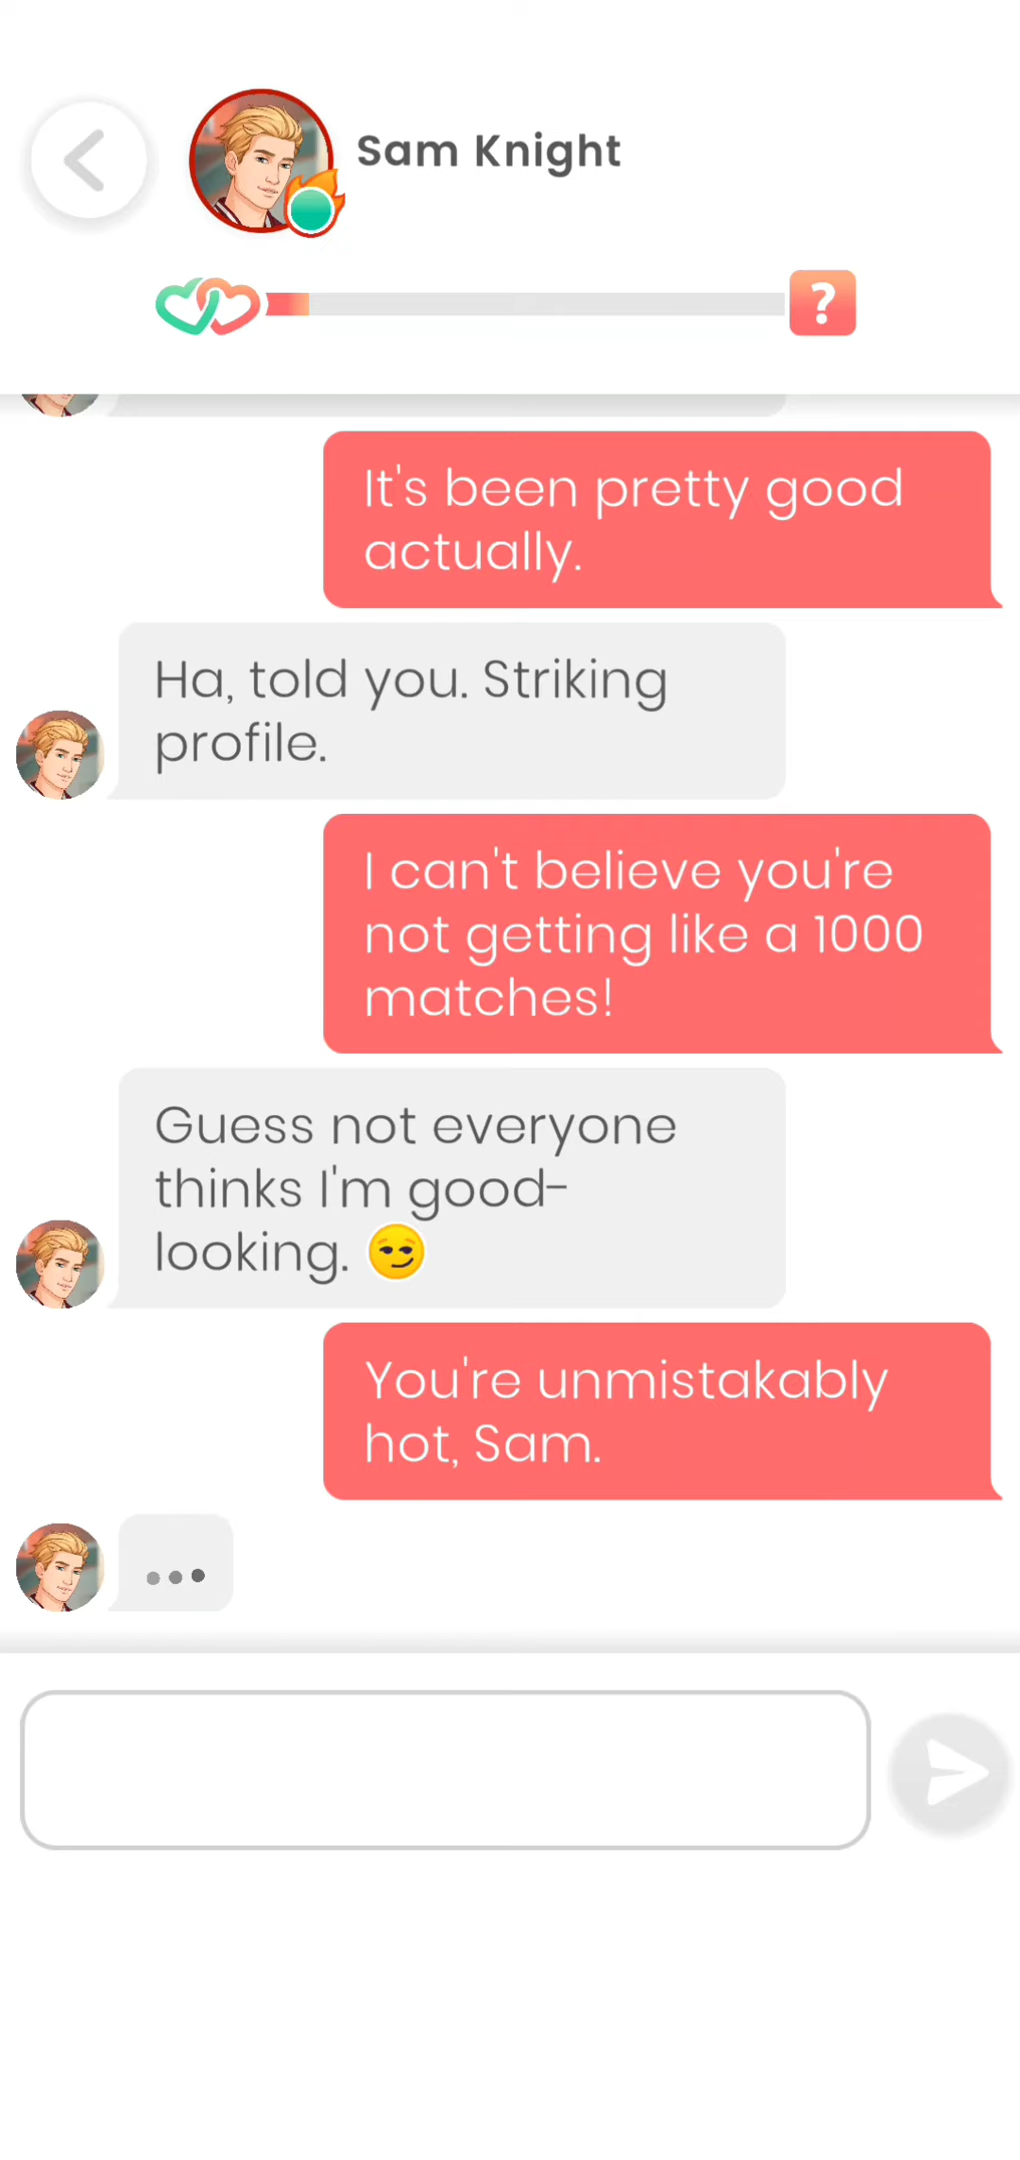 Sam Knight
?
It's been pretty good
actually.
Ha, told you. Striking
profile.
I can't believe you're
not getting like a 1000
matches!
Guess not everyone
thinks I'm good-
looking. 😏
You're unmistakably
hot, Sam.
...